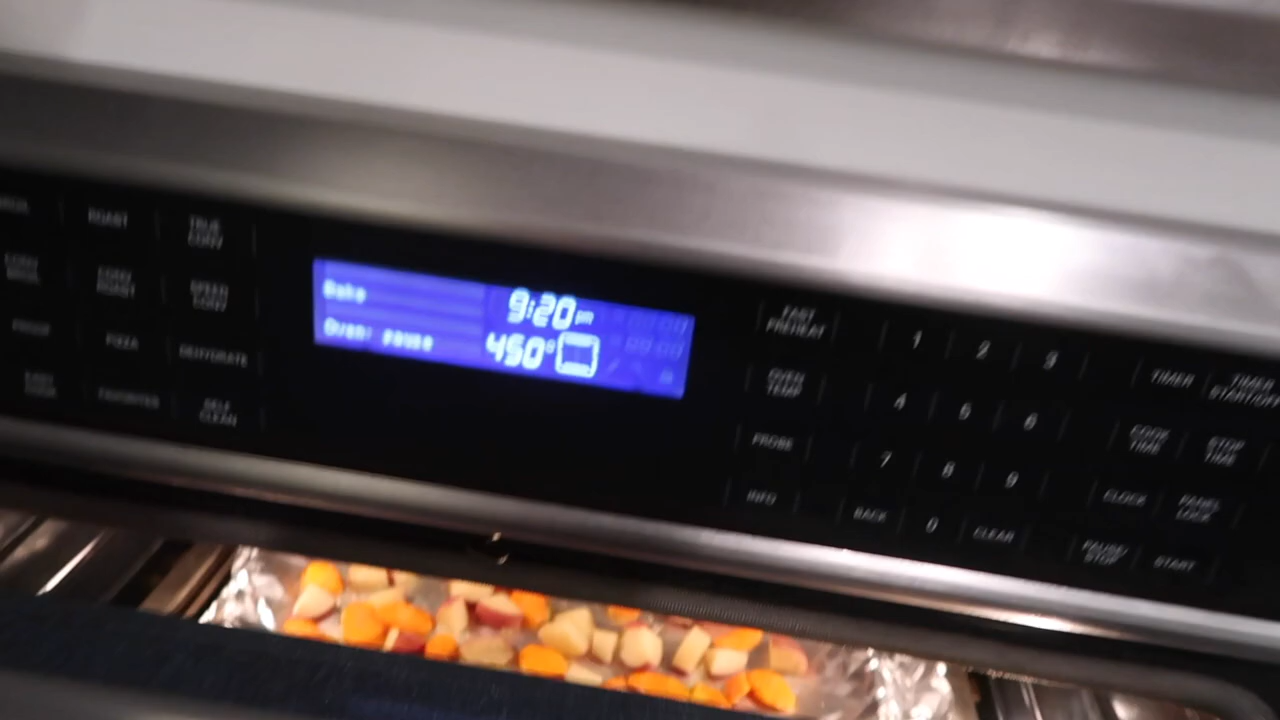 ROAST
TRUE
CONV
CONV
ROAST
SPEED
CONV
PROOF
PIZZA
DEHYDRATE
EASY
COOK
FAVORITES
SELF
CLEAN
Bake
9:20pm
Oven: pause
450°
FAST
PREHEAT
OVEN
TEMP
PROBE
INFO
1 2 3
4 5 6
7 8 9
BACK 0 CLEAR
TIMER
TIMER
START/OFF
COOK
TIME
STOP
TIME
CLOCK
PANEL
LOCK
PAUSE/
STOP
START